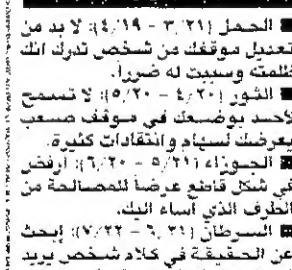 ■ الحمل (٣/٢١ - ٤/١٩): لا بد من
تعديل موقفك من شخص تدرك انك
ظلمته وسببت له ضررا.
■ الثور (٤/٢٠ - ٥/٢٠): لا تسمح
لأحد بوضعك في موقف صعب
يعرضك لسهام وانتقادات كثيرة.
■ الجوزاء (٥/٢١ - ٦/٢٠): ارفض
في شكل قاطع عرضا للمصالحة من
الطرف الذي أساء اليك.
■ السرطان (٦/٢١ - ٧/٢٢): إبحث
عن الحقيقة في كلام شخص يريد